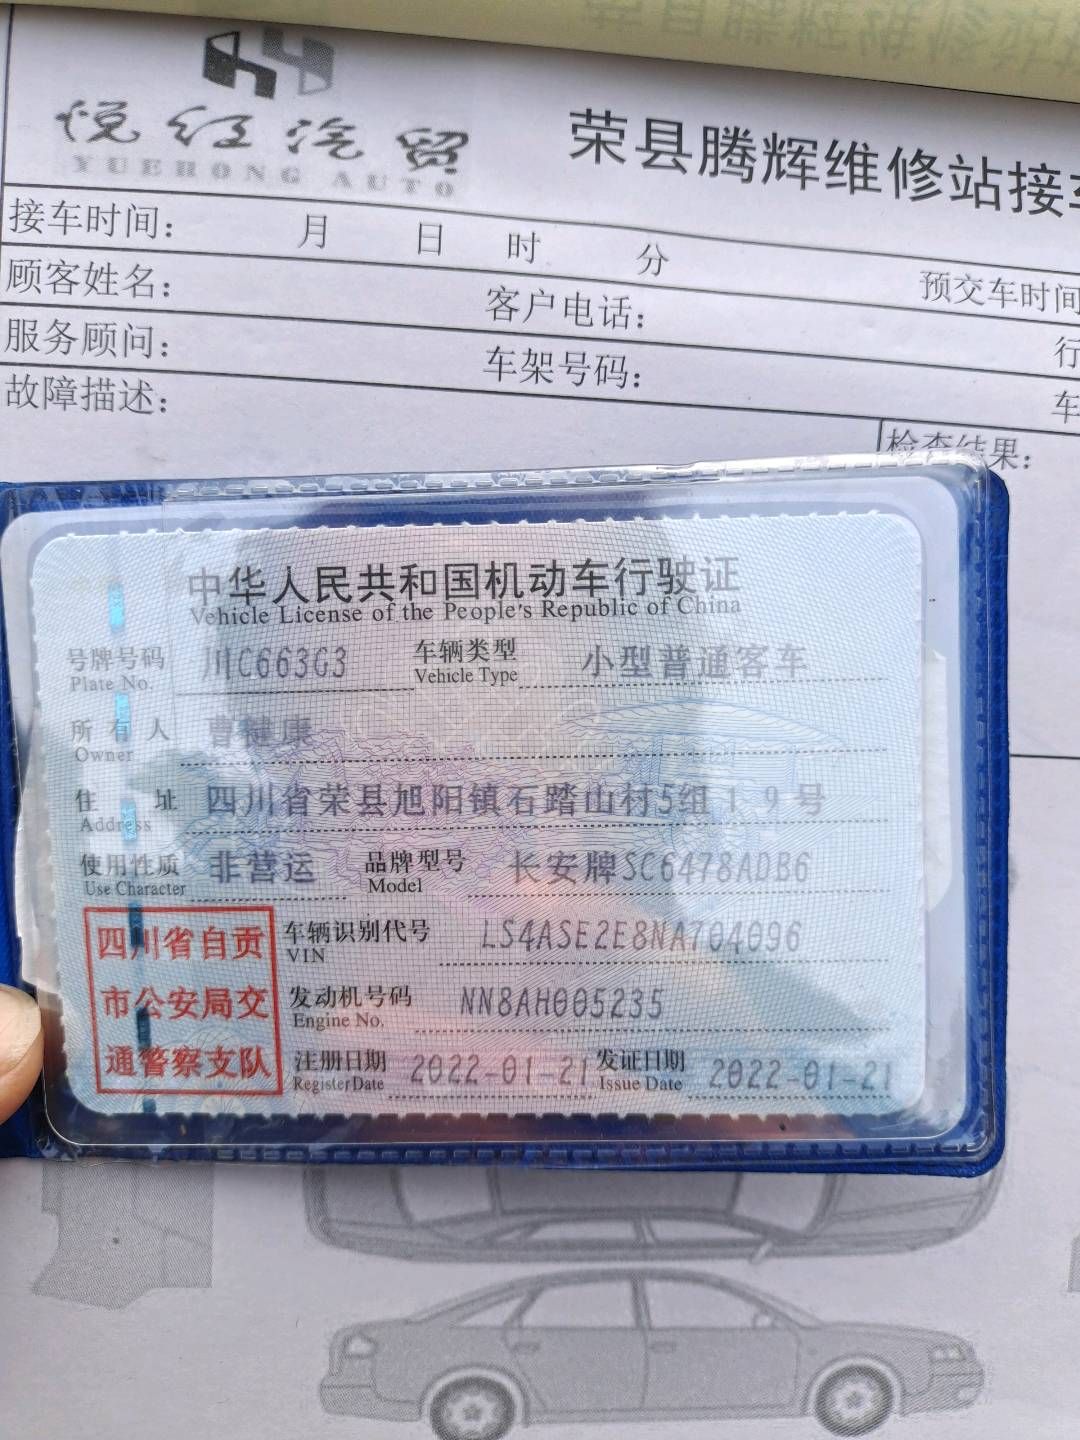 悦红汽贸
YUEHONG AUTO
荣县腾辉维修站接车
接车时间： 月 日 时 分 预交车时间
顾客姓名： 客户电话： 行
服务顾问： 车架号码： 车
故障描述：
检查结果：
中华人民共和国机动车行驶证
Vehicle License of the People's Republic of China
号牌号码 川C663G3 车辆类型 小型普通客车
Plate No. Vehicle Type
所有人 曹健康
Owner
住址 四川省荣县旭阳镇石踏山村5组19号
Address
使用性质 非营运 品牌型号 长安牌SC6478ADB6
Use Character Model
四川省自贡
市公安局交
通警察支队
车辆识别代号 LS4ASE2E8NA704096
VIN
发动机号码 NN8AH005235
Engine No.
注册日期 2022-01-21 发证日期 2022-01-21
Register Date Issue Date